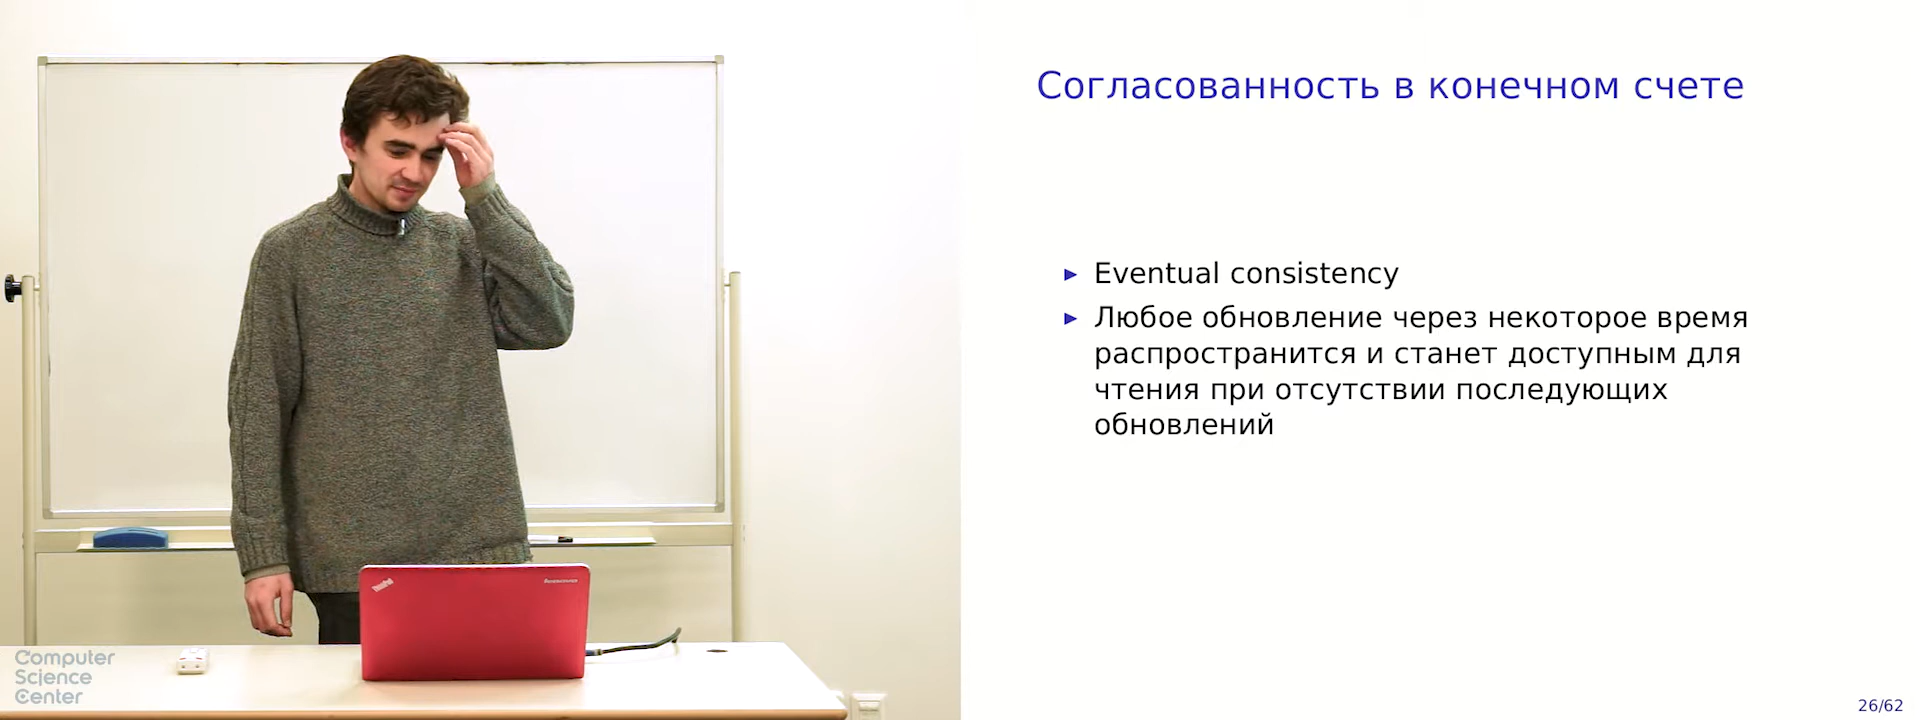 Согласованность в конечном счете
Eventual consistency
Любое обновление через некоторое время
распространится и станет доступным для
чтения при отсутствии последующих
обновлений
26/62
ThinkPad
lenovo
Computer
Science
Center